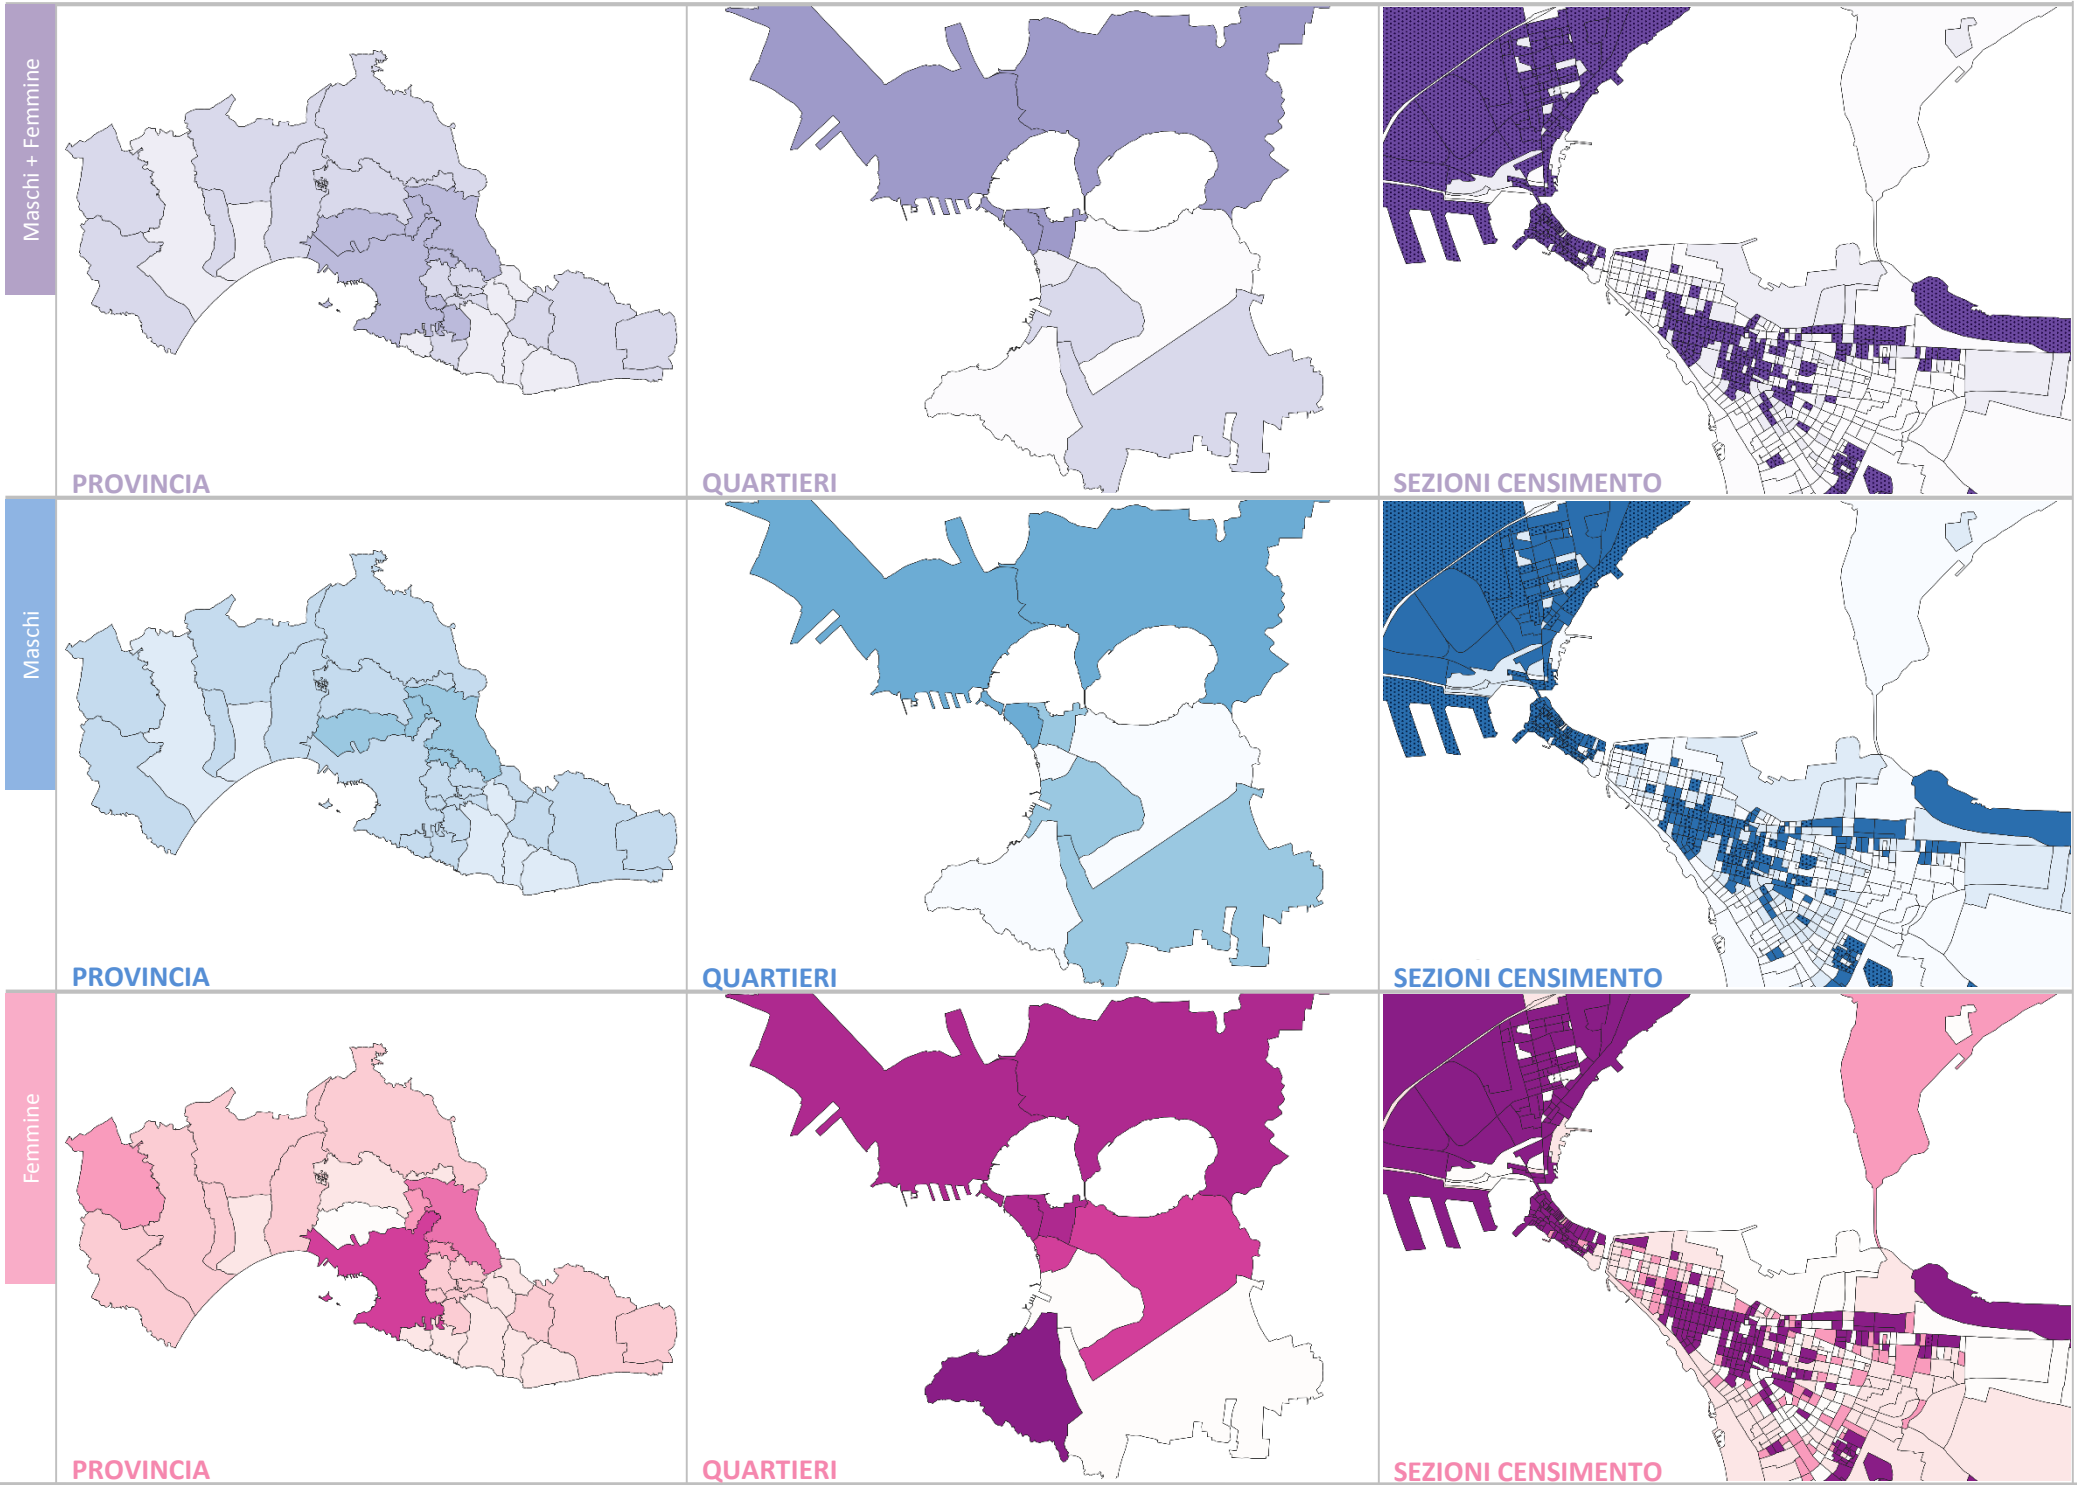 Maschi + Femmine
PROVINCIA
QUARTIERI
SEZIONI CENSIMENTO
Maschi
PROVINCIA
QUARTIERI
SEZIONI CENSIMENTO
Femmine
PROVINCIA
QUARTIERI
SEZIONI CENSIMENTO